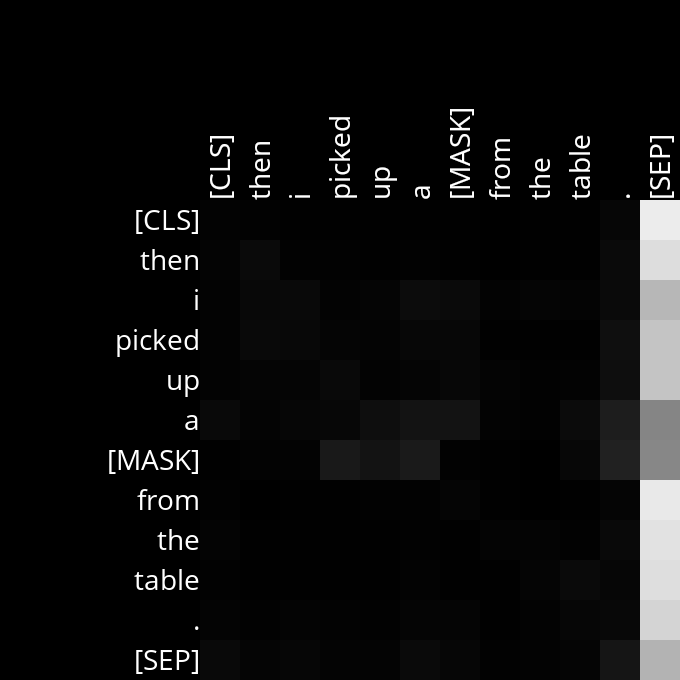 [CLS] then i picked up a [MASK] from the table . [SEP]
[CLS]
then
i
picked
up
a
[MASK]
from
the
table
.
[SEP]